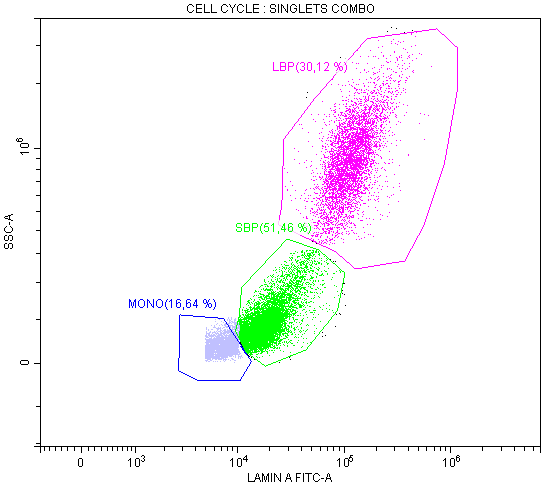 CELL CYCLE : SINGLETS COMBO
LBP(30,12 %)
SBP(51,46 %)
MONO(16,64 %)
SSC-A
10⁶
0
0
10³
10⁴
10⁵
10⁶
LAMIN A FITC-A